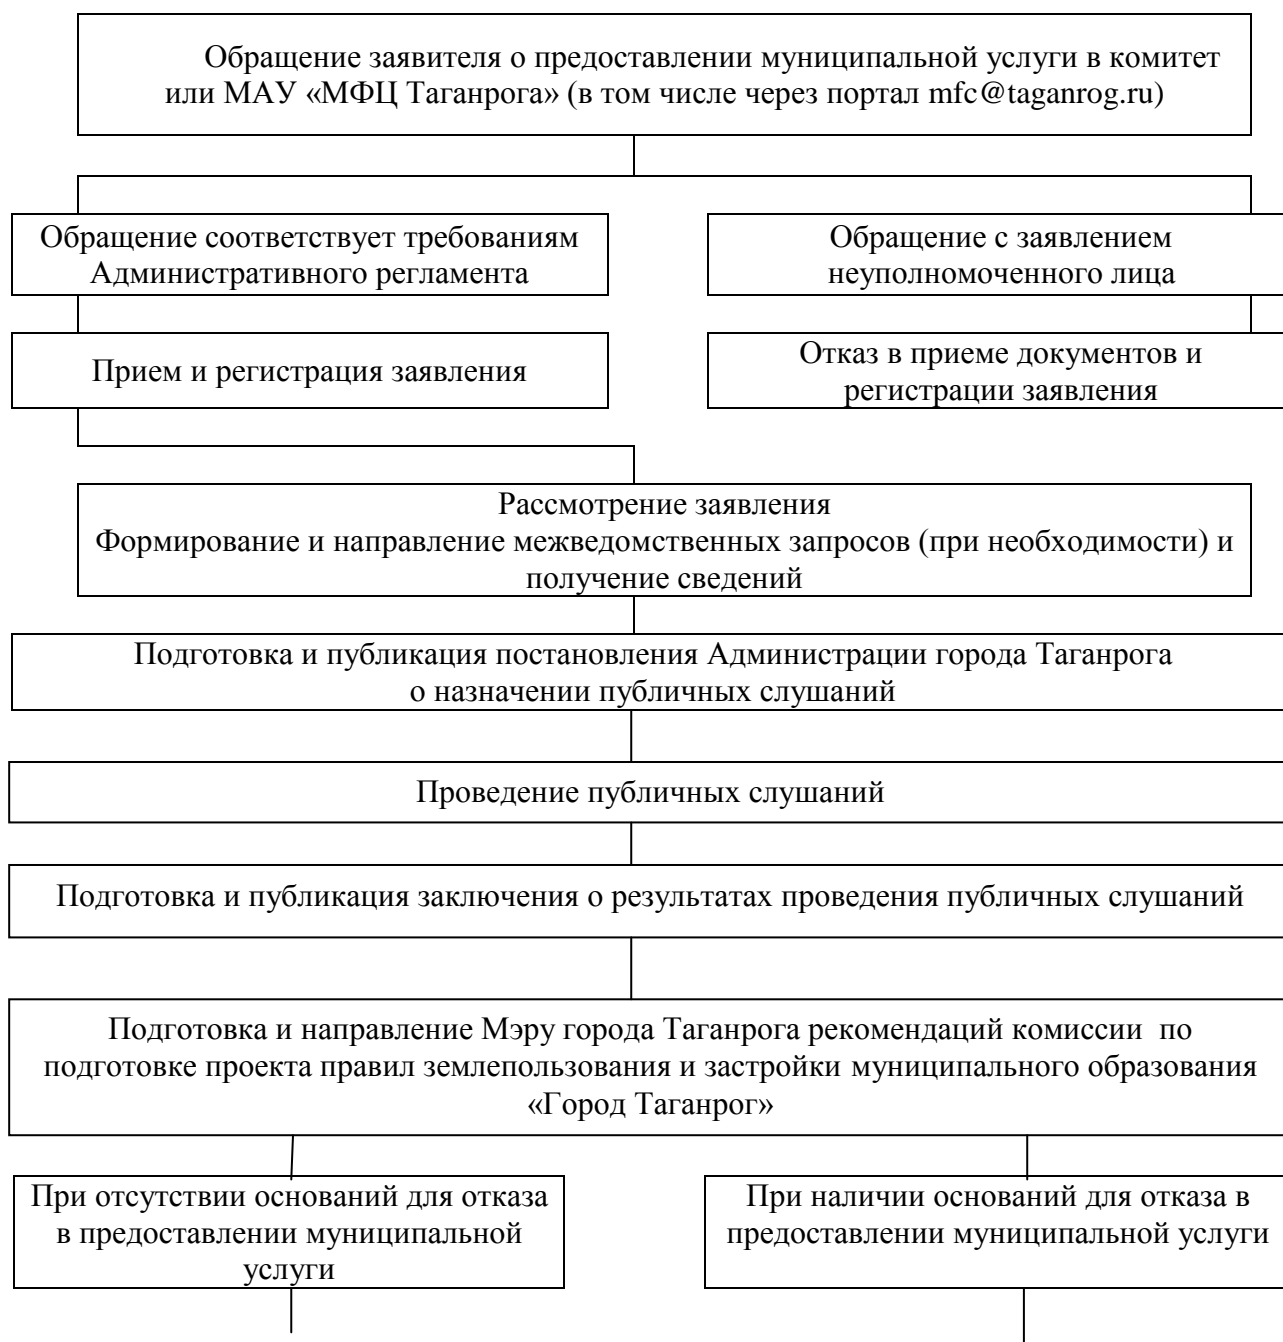 Обращение заявителя о предоставлении муниципальной услуги в комитет
или МАУ «МФЦ Таганрога» (в том числе через портал mfc@taganrog.ru)
Обращение соответствует требованиям
Административного регламента
Обращение с заявлением
неуполномоченного лица
Прием и регистрация заявления
Отказ в приеме документов и
регистрации заявления
Рассмотрение заявления
Формирование и направление межведомственных запросов (при необходимости) и
получение сведений
Подготовка и публикация постановления Администрации города Таганрога
о назначении публичных слушаний
Проведение публичных слушаний
Подготовка и публикация заключения о результатах проведения публичных слушаний
Подготовка и направление Мэру города Таганрога рекомендаций комиссии по
подготовке проекта правил землепользования и застройки муниципального образования
«Город Таганрог»
При отсутствии оснований для отказа
в предоставлении муниципальной
услуги
При наличии оснований для отказа в
предоставлении муниципальной услуги